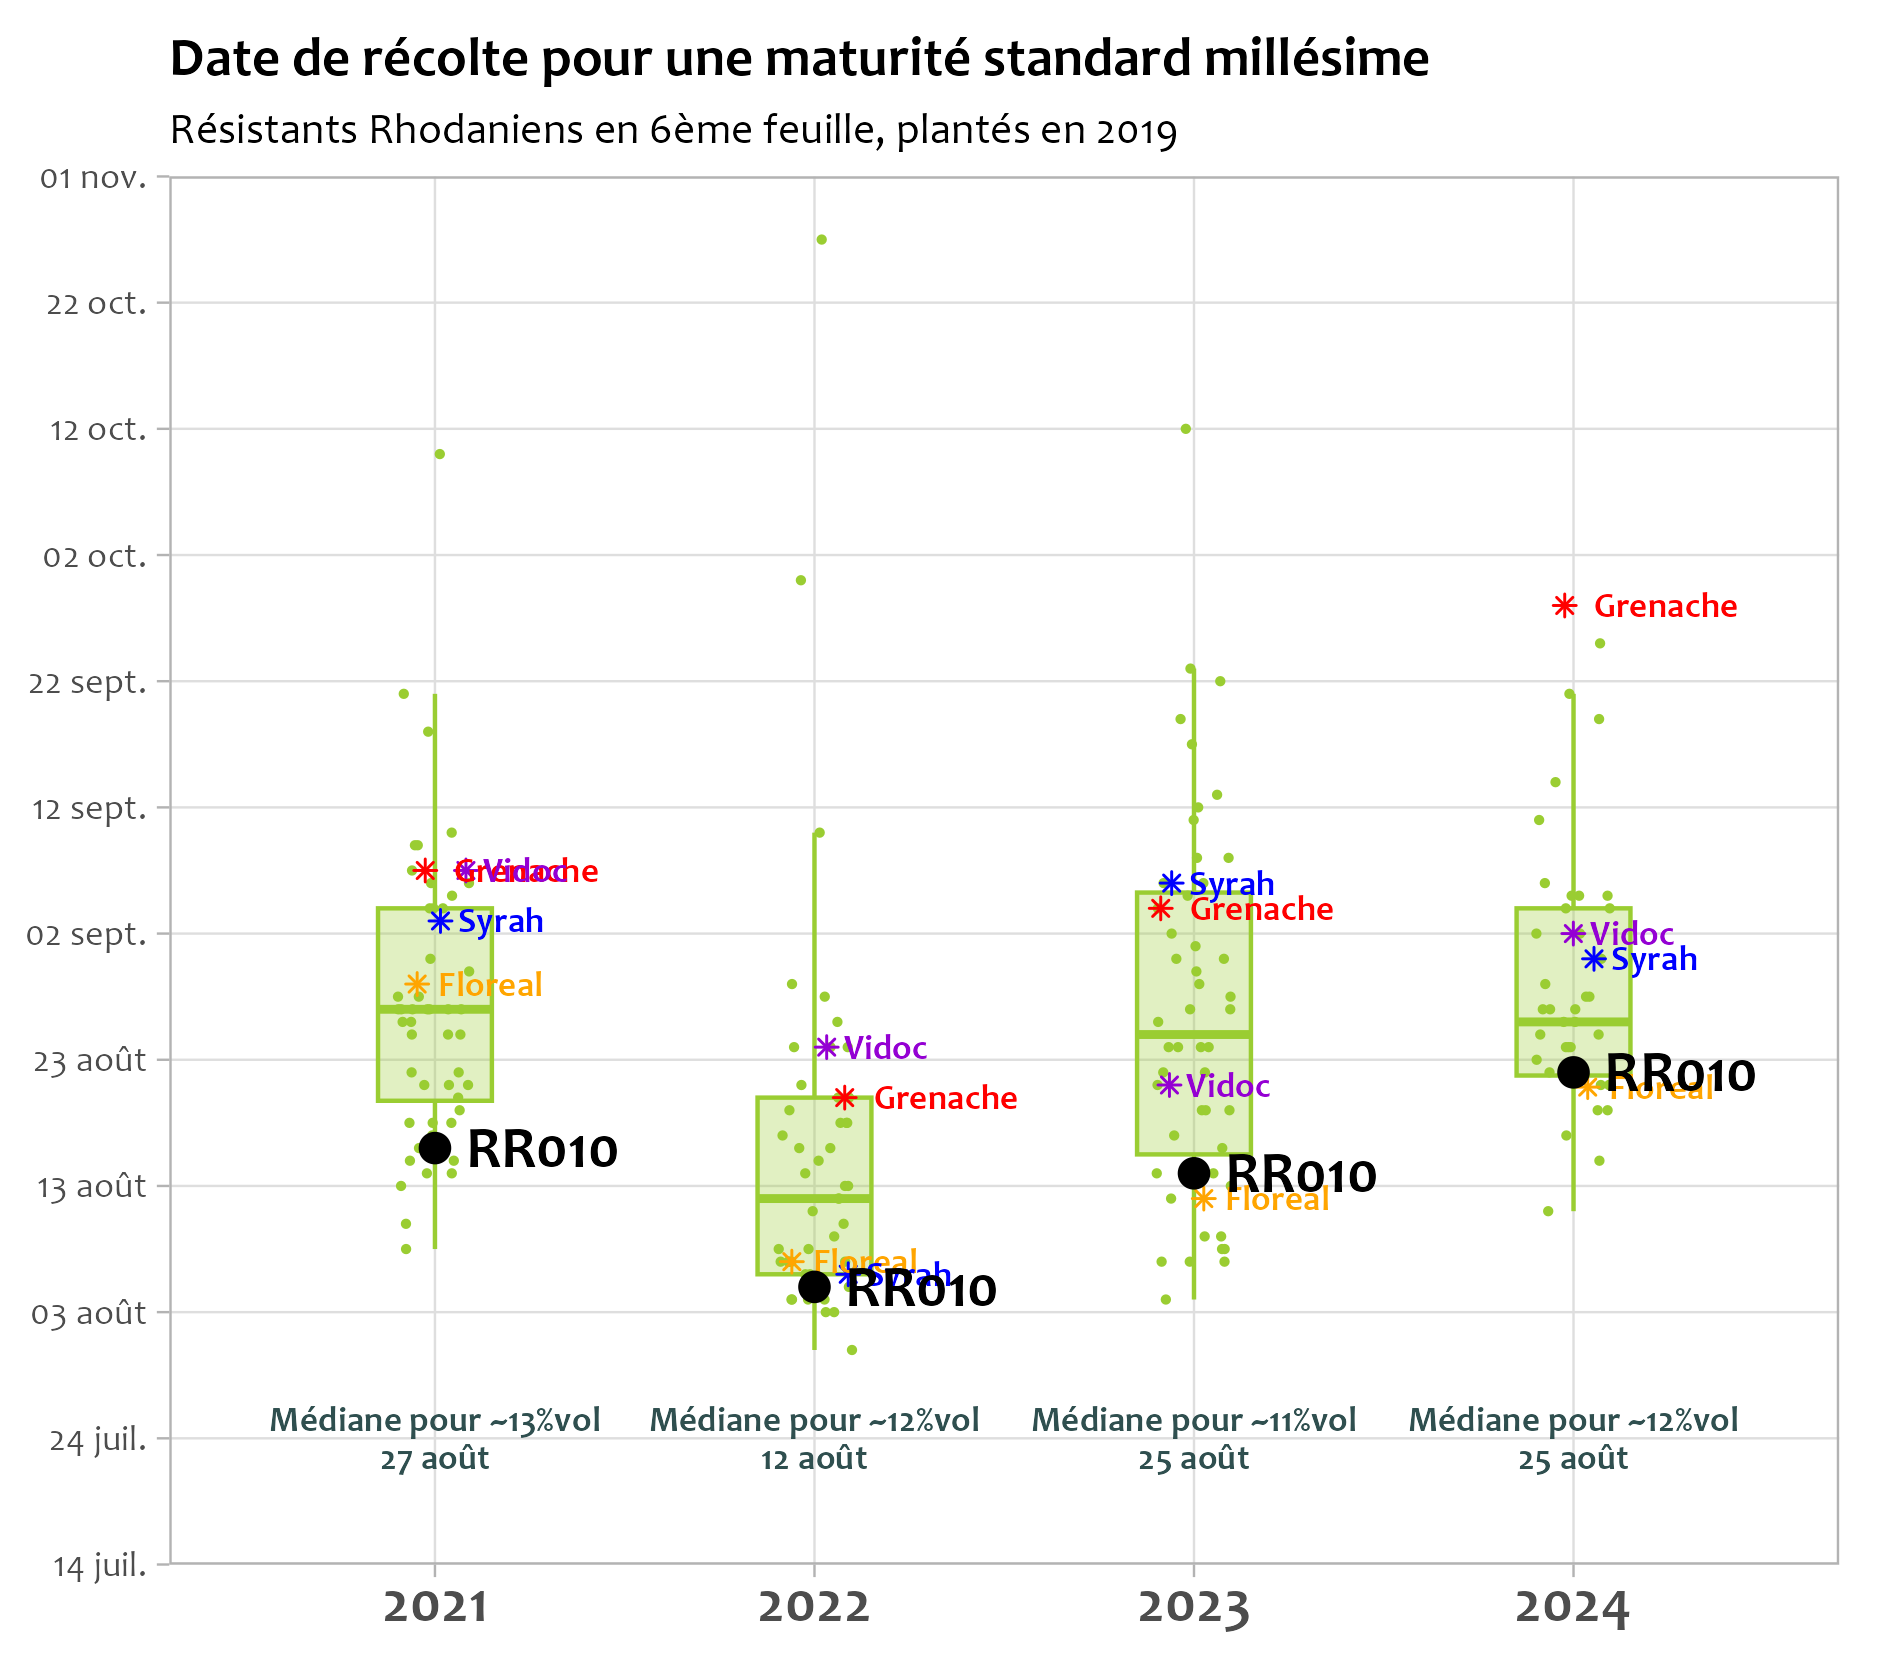 Date de récolte pour une maturité standard millésime
Résistants Rhodaniens en 6ème feuille, plantés en 2019
01 nov.
22 oct.
12 oct.
02 oct.
Grenache
22 sept.
12 sept.
Grenache
Vidoc
Syrah
Syrah
Grenache
02 sept.
Vidoc
Syrah
Floreal
23 août
Vidoc
Grenache
Vidoc
RR010
Floreal
RR010
13 août
RR010
Floreal
Floreal
Syrah
RR010
03 août
Médiane pour ~13%vol
27 août
Médiane pour ~12%vol
12 août
Médiane pour ~11%vol
25 août
Médiane pour ~12%vol
25 août
24 juil.
14 juil.
2021
2022
2023
2024